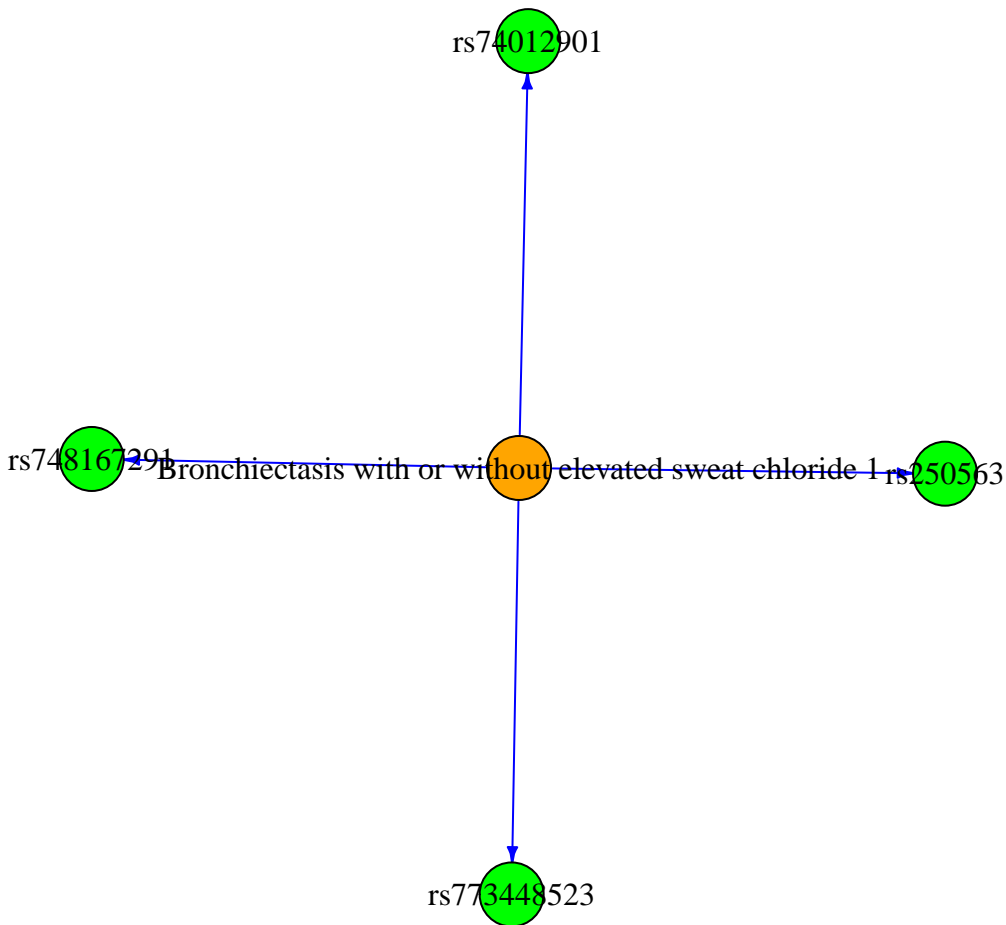 rs74012901
rs748167291
Bronchiectasis with or without elevated sweat chloride 1
rs250563
rs773448523